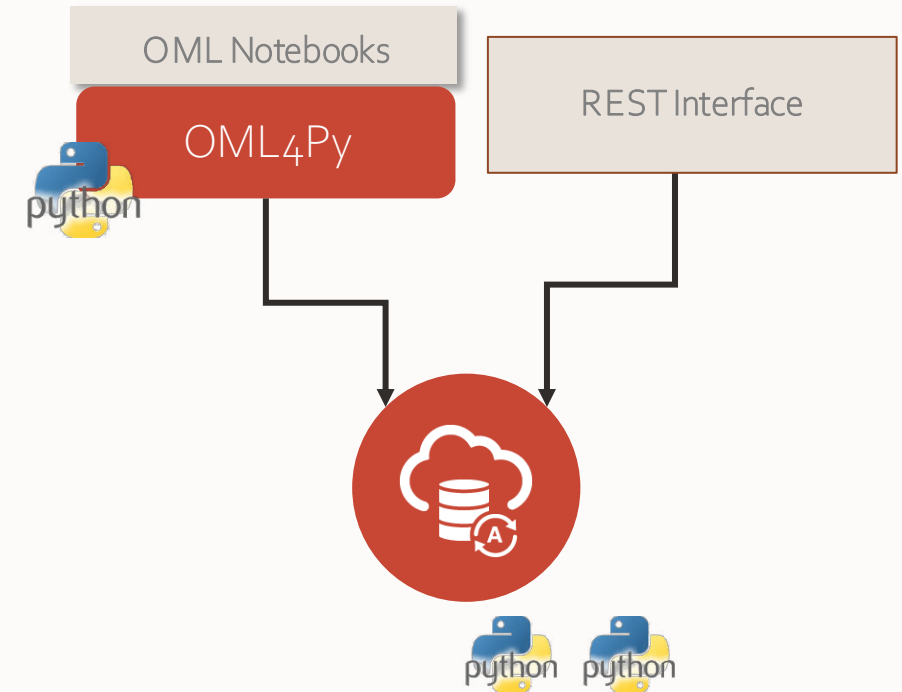 OML Notebooks
OML4Py
REST Interface
python
A
python
python